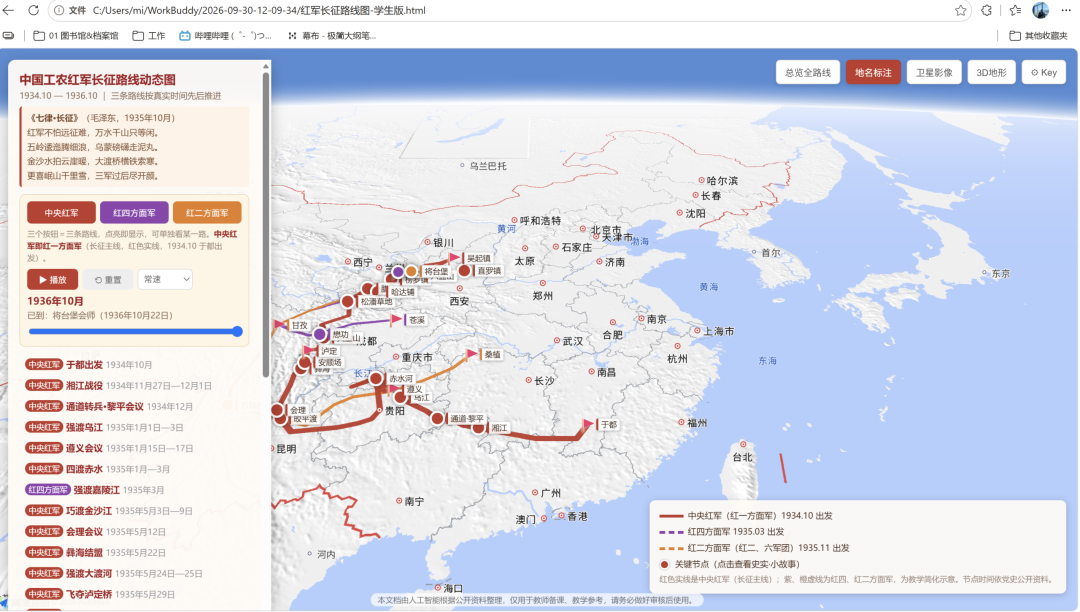 文件 C:/Users/mi/WorkBuddy/2026-09-30-12-09-34/红军长征路线图-学生版.html
01 图书馆&档案馆 工作 哔哩哔哩 ( ゜- ゜)つ... 幕布 - 极简大纲笔... 其他收藏夹
中国工农红军长征路线动态图
1934.10 — 1936.10 | 三条路线按真实时间先后推进
《七律•长征》（毛泽东，1935年10月）
红军不怕远征难，万水千山只等闲。
五岭逶迤腾细浪，乌蒙磅礴走泥丸。
金沙水拍云崖暖，大渡桥横铁索寒。
更喜岷山千里雪，三军过后尽开颜。
中央红军 红四方面军 红二方面军
三个按钮＝三条路线，点亮即显示，可单独看某一路。中央红
军即红一方面军（长征主线，红色实线，1934.10 于都出
发）。
▶ 播放 重置 常速
1936年10月
已到：将台堡会师（1936年10月22日）
中央红军 于都出发 1934年10月
中央红军 湘江战役 1934年11月27日—12月1日
中央红军 通道转兵•黎平会议 1934年12月
中央红军 强渡乌江 1935年1月1日—3日
中央红军 遵义会议 1935年1月15日—17日
中央红军 四渡赤水 1935年1月—3月
红四方面军 强渡嘉陵江 1935年3月
中央红军 巧渡金沙江 1935年5月3日—9日
中央红军 会理会议 1935年5月12日
中央红军 彝海结盟 1935年5月22日
中央红军 强渡大渡河 1935年5月24日—25日
中央红军 飞夺泸定桥 1935年5月29日
总览全路线 地名标注 卫星影像 3D地形 Key
乌兰巴托
哈尔滨
长春
沈阳
呼和浩特
北京市
天津市
渤海
黄河
银川
石家庄
太原
济南
首尔
东京
西宁
吴起镇
将台堡
直罗镇
哈达铺
西安
郑州
黄海
松潘草地
苍溪
甘孜
懋功
成都
泸定
安顺场
重庆市
桑植
武汉
合肥
南京
上海市
杭州
东海
长江
赤水河
遵义
乌江
长沙
南昌
会理
皎平渡
贵阳
通道·黎平
湘江
于都
福州
昆明
台北
南宁
广州
澳门
香港
河内
海口
中央红军（红一方面军）1934.10 出发
红四方面军 1935.03 出发
红二方面军（红二、六军团）1935.11 出发
关键节点（点击查看史实·小故事）
红色实线是中央红军（长征主线）；紫、橙虚线为红四、红二方面军，为教学简化示意。节点时间依党史公开资料。
本文档由人工智能根据公开资料整理，仅用于教师备课、教学参考，请务必做好审核后使用。